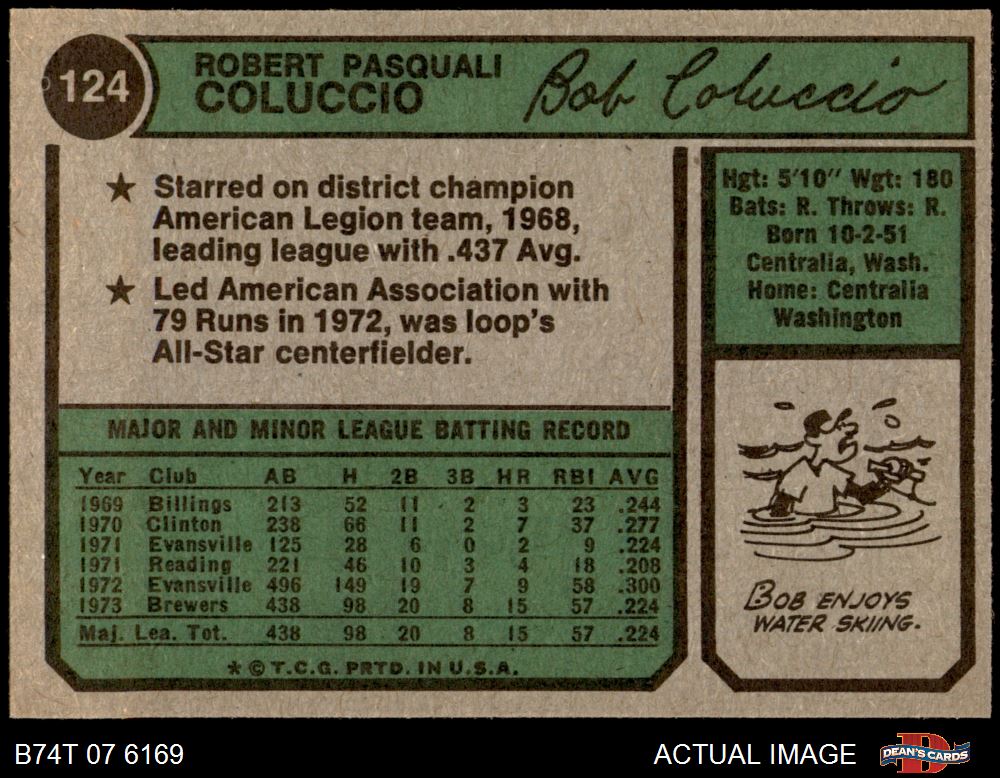 124
ROBERT PASQUALI
COLUCCIO
Bob Coluccio
★ Starred on district champion
American Legion team, 1968,
leading league with .437 Avg.
★ Led American Association with
79 Runs in 1972, was loop's
All-Star centerfielder.
Hgt: 5'10" Wgt: 180
Bats: R. Throws: R.
Born 10-2-51
Centralia, Wash.
Home: Centralia
Washington
MAJOR AND MINOR LEAGUE BATTING RECORD
Year Club AB H 2B 3B HR RBI AVG
1969 Billings 213 52 11 2 3 23 .244
1970 Clinton 238 66 11 2 7 37 .277
1971 Evansville 125 28 6 0 2 9 .224
1971 Reading 221 46 10 3 4 18 .208
1972 Evansville 496 149 19 7 9 58 .300
1973 Brewers 438 98 20 8 15 57 .224
Maj. Lea. Tot. 438 98 20 8 15 57 .224
★ © T.C.G. PRTD. IN U.S.A.
BOB ENJOYS
WATER SKIING.
B74T 07 6169
ACTUAL IMAGE
DEAN'S CARDS